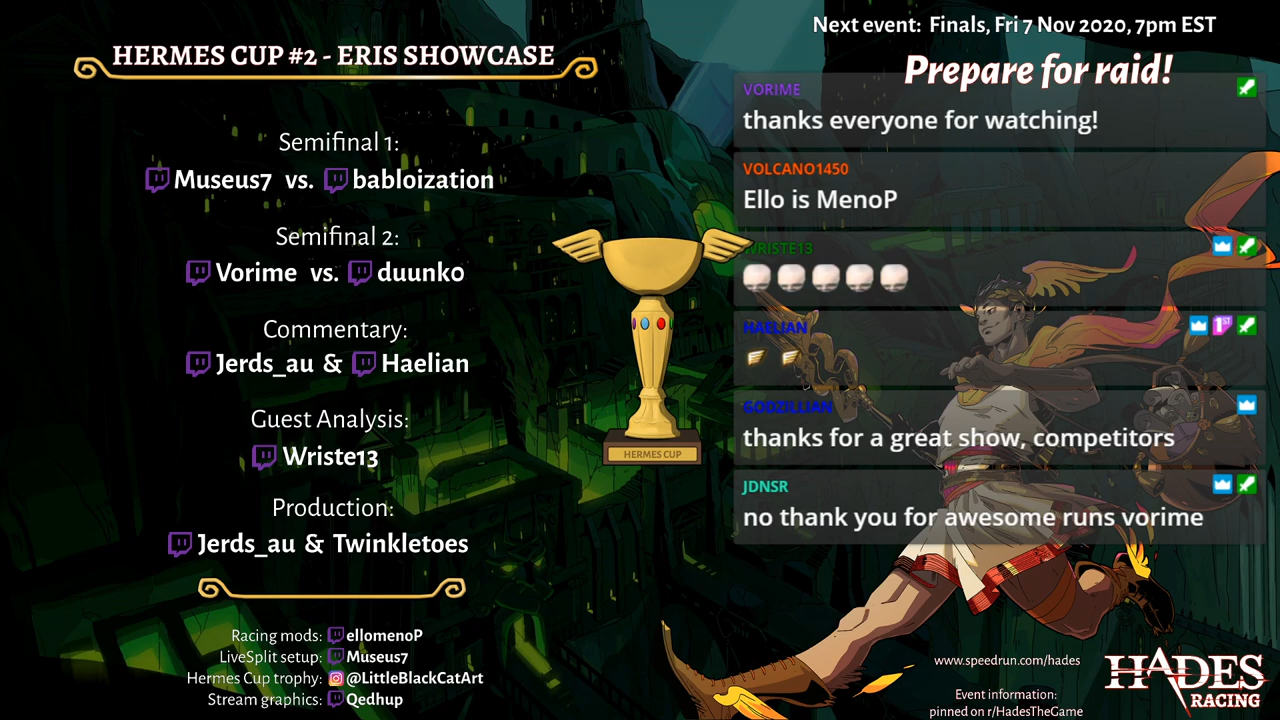 HERMES CUP #2 - ERIS SHOWCASE
Semifinal 1:
Museus7 vs. babloization
Semifinal 2:
Vorime vs. duunko
Commentary:
Jerds_au & Haelian
Guest Analysis:
Wriste13
Production:
Jerds_au & Twinkletoes
Racing mods: ellomenoP
LiveSplit setup: Museus7
Hermes Cup trophy: @LittleBlackCatArt
Stream graphics: Qedhup
HERMES CUP
Next event: Finals, Fri 7 Nov 2020, 7pm EST
Prepare for raid!
VORIME
thanks everyone for watching!
VOLCANO1450
Ello is MenoP
WRISTE13
HAELIAN
1ST
GODZILLIAN
thanks for a great show, competitors
JDNSR
no thank you for awesome runs vorime
www.speedrun.com/hades
Event information:
pinned on r/HadesTheGame
HADES
RACING